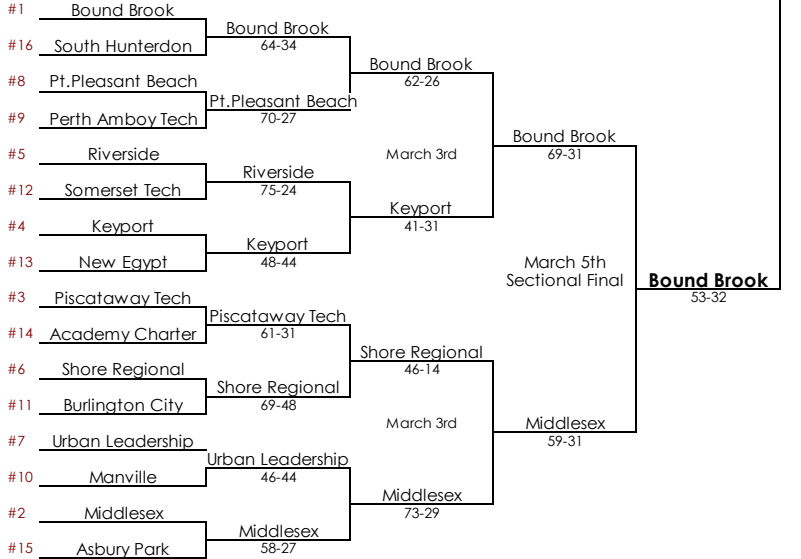 #1 Bound Brook
Bound Brook
#16 South Hunterdon
64-34
Bound Brook
#8 Pt.Pleasant Beach
62-26
Pt.Pleasant Beach
#9 Perth Amboy Tech
70-27
Bound Brook
#5 Riverside
March 3rd
69-31
Riverside
#12 Somerset Tech
75-24
Keyport
#4 Keyport
41-31
Keyport
#13 New Egypt
48-44
March 5th
Sectional Final
Bound Brook
#3 Piscataway Tech
53-32
Piscataway Tech
#14 Academy Charter
61-31
Shore Regional
#6 Shore Regional
46-14
Shore Regional
#11 Burlington City
69-48
March 3rd
Middlesex
#7 Urban Leadership
59-31
Urban Leadership
#10 Manville
46-44
Middlesex
#2 Middlesex
73-29
Middlesex
#15 Asbury Park
58-27